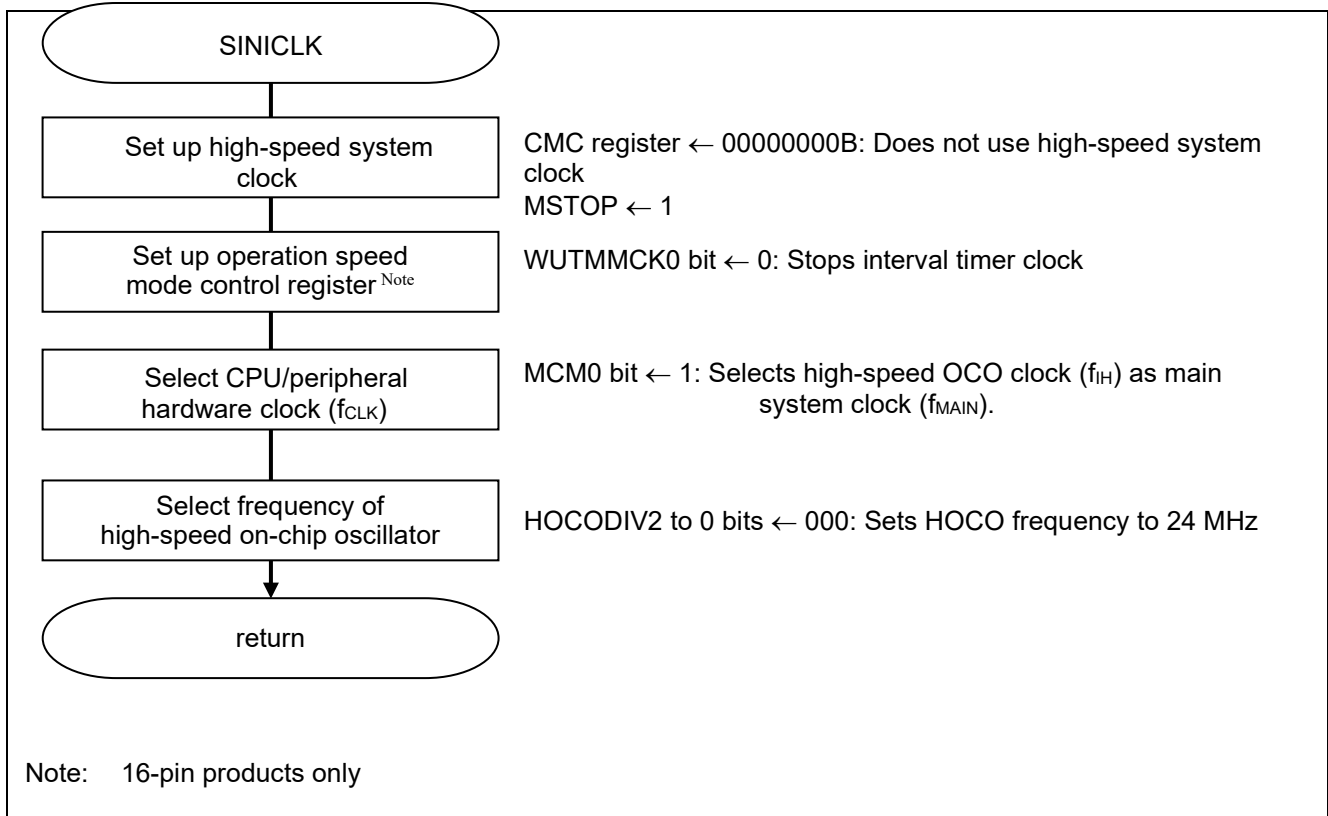 SINICLK
Set up high-speed system
clock
CMC register ← 00000000B: Does not use high-speed system
clock
MSTOP ← 1
Set up operation speed
mode control register Note
WUTMMCK0 bit ← 0: Stops interval timer clock
Select CPU/peripheral
hardware clock (fCLK)
MCM0 bit ← 1: Selects high-speed OCO clock (fIH) as main
system clock (fMAIN).
Select frequency of
high-speed on-chip oscillator
HOCODIV2 to 0 bits ← 000: Sets HOCO frequency to 24 MHz
return
Note: 16-pin products only